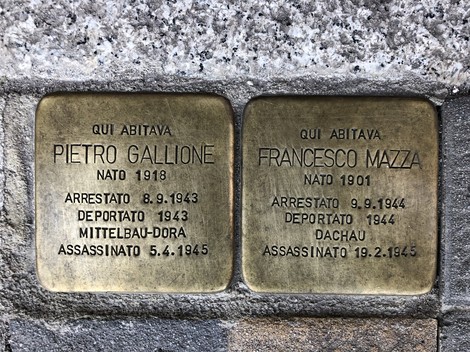 QUI ABITAVA
PIETRO GALLIONE
NATO 1918
ARRESTATO 8.9.1943
DEPORTATO 1943
MITTELBAU-DORA
ASSASSINATO 5.4.1945
QUI ABITAVA
FRANCESCO MAZZA
NATO 1901
ARRESTATO 9.9.1944
DEPORTATO 1944
DACHAU
ASSASSINATO 19.2.1945